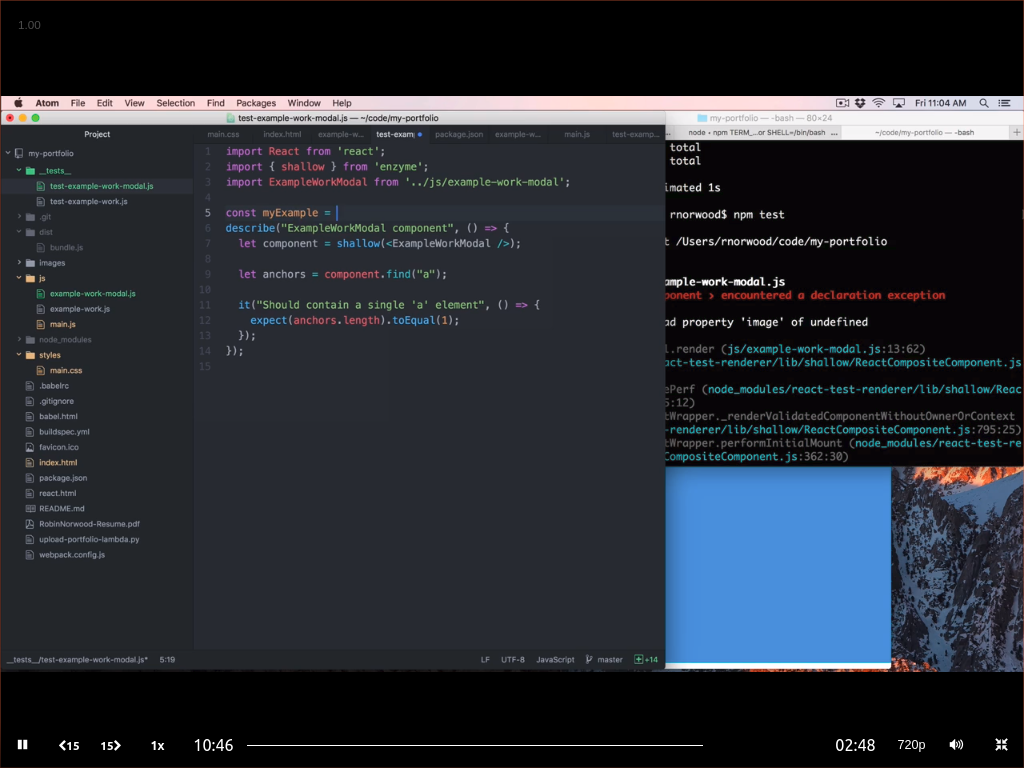 1.00
Atom File Edit View Selection Find Packages Window Help
Fri 11:04 AM
test-example-work-modal.js — ~/code/my-portfolio
my-portfolio — -bash — 80×24
Project
main.css index.html example-w... test-exam package.json example-w... main.js test-examp...
node • npm TERM_...or SHELL=/bin/bash ...
~/code/my-portfolio — -bash
my-portfolio
__tests__
test-example-work-modal.js
test-example-work.js
.git
dist
bundle.js
images
js
example-work-modal.js
example-work.js
main.js
node_modules
styles
main.css
.babelrc
.gitignore
babel.html
buildspec.yml
favicon.ico
index.html
package.json
react.html
README.md
RobinNorwood-Resume.pdf
upload-portfolio-lambda.py
webpack.config.js
1 import React from 'react';
2 import { shallow } from 'enzyme';
3 import ExampleWorkModal from '../js/example-work-modal';
4
5 const myExample =
6 describe("ExampleWorkModal component", () => {
7 let component = shallow(<ExampleWorkModal />);
8
9 let anchors = component.find("a");
10
11 it("Should contain a single 'a' element", () => {
12 expect(anchors.length).toEqual(1);
13 });
14 });
15
total
total
imated 1s
rnorwood$ npm test
t /Users/rnorwood/code/my-portfolio
ample-work-modal.js
ponent › encountered a declaration exception
ad property 'image' of undefined
l.render (js/example-work-modal.js:13:62)
act-test-renderer/lib/shallow/ReactCompositeComponent.js
ePerf (node_modules/react-test-renderer/lib/shallow/Reac
5:12)
tWrapper._renderValidatedComponentWithoutOwnerOrContext
-renderer/lib/shallow/ReactCompositeComponent.js:795:25)
tWrapper.performInitialMount (node_modules/react-test-re
CompositeComponent.js:362:30)
__tests__/test-example-work-modal.js* 5:19
LF UTF-8 JavaScript master +14
15 15 1x 10:46 02:48 720p